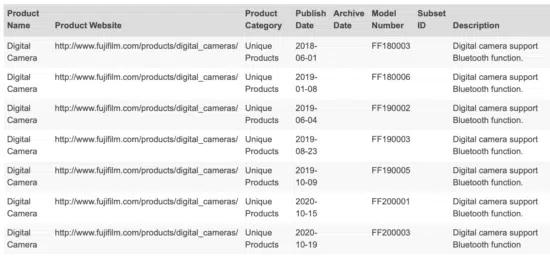 Product Name Product Website Product Category Publish Date Archive Date Model Number Subset ID Description
Digital Camera http://www.fujifilm.com/products/digital_cameras/ Unique Products 2018-06-01 FF180003 Digital camera support Bluetooth function.
Digital Camera http://www.fujifilm.com/products/digital_cameras/ Unique Products 2019-01-08 FF180006 Digital camera support Bluetooth function.
Digital Camera http://www.fujifilm.com/products/digital_cameras/ Unique Products 2019-06-04 FF190002 Digital camera support Bluetooth function.
Digital Camera http://www.fujifilm.com/products/digital_cameras/ Unique Products 2019-08-23 FF190003 Digital camera support Bluetooth function.
Digital Camera http://www.fujifilm.com/products/digital_cameras/ Unique Products 2019-10-09 FF190005 Digital camera support Bluetooth function.
Digital Camera http://www.fujifilm.com/products/digital_cameras/ Unique Products 2020-10-15 FF200001 Digital camera support Bluetooth function.
Digital Camera http://www.fujifilm.com/products/digital_cameras/ Unique Products 2020-10-19 FF200003 Digital camera support Bluetooth function